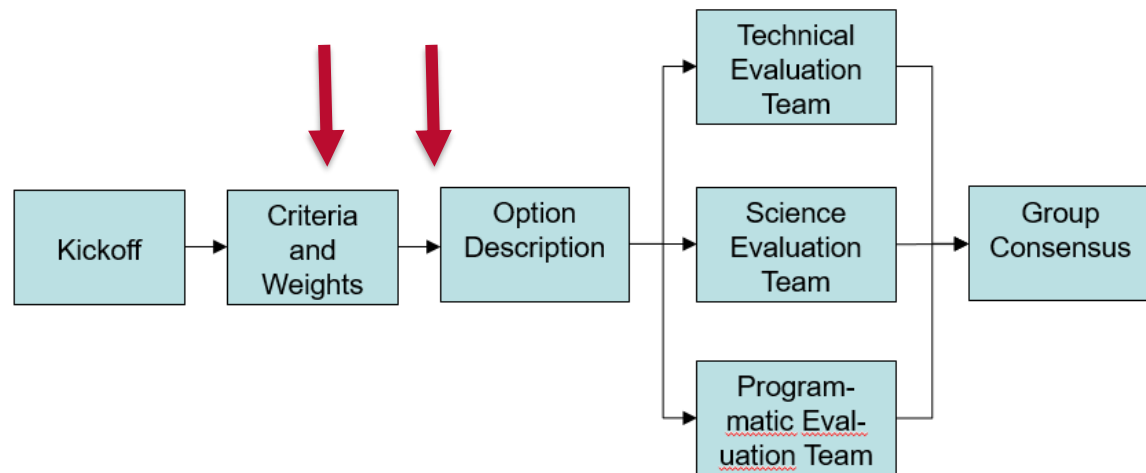 Kickoff
Criteria
and
Weights
Option
Description
Technical
Evaluation
Team
Science
Evaluation
Team
Program-
matic Eval-
uation Team
Group
Consensus